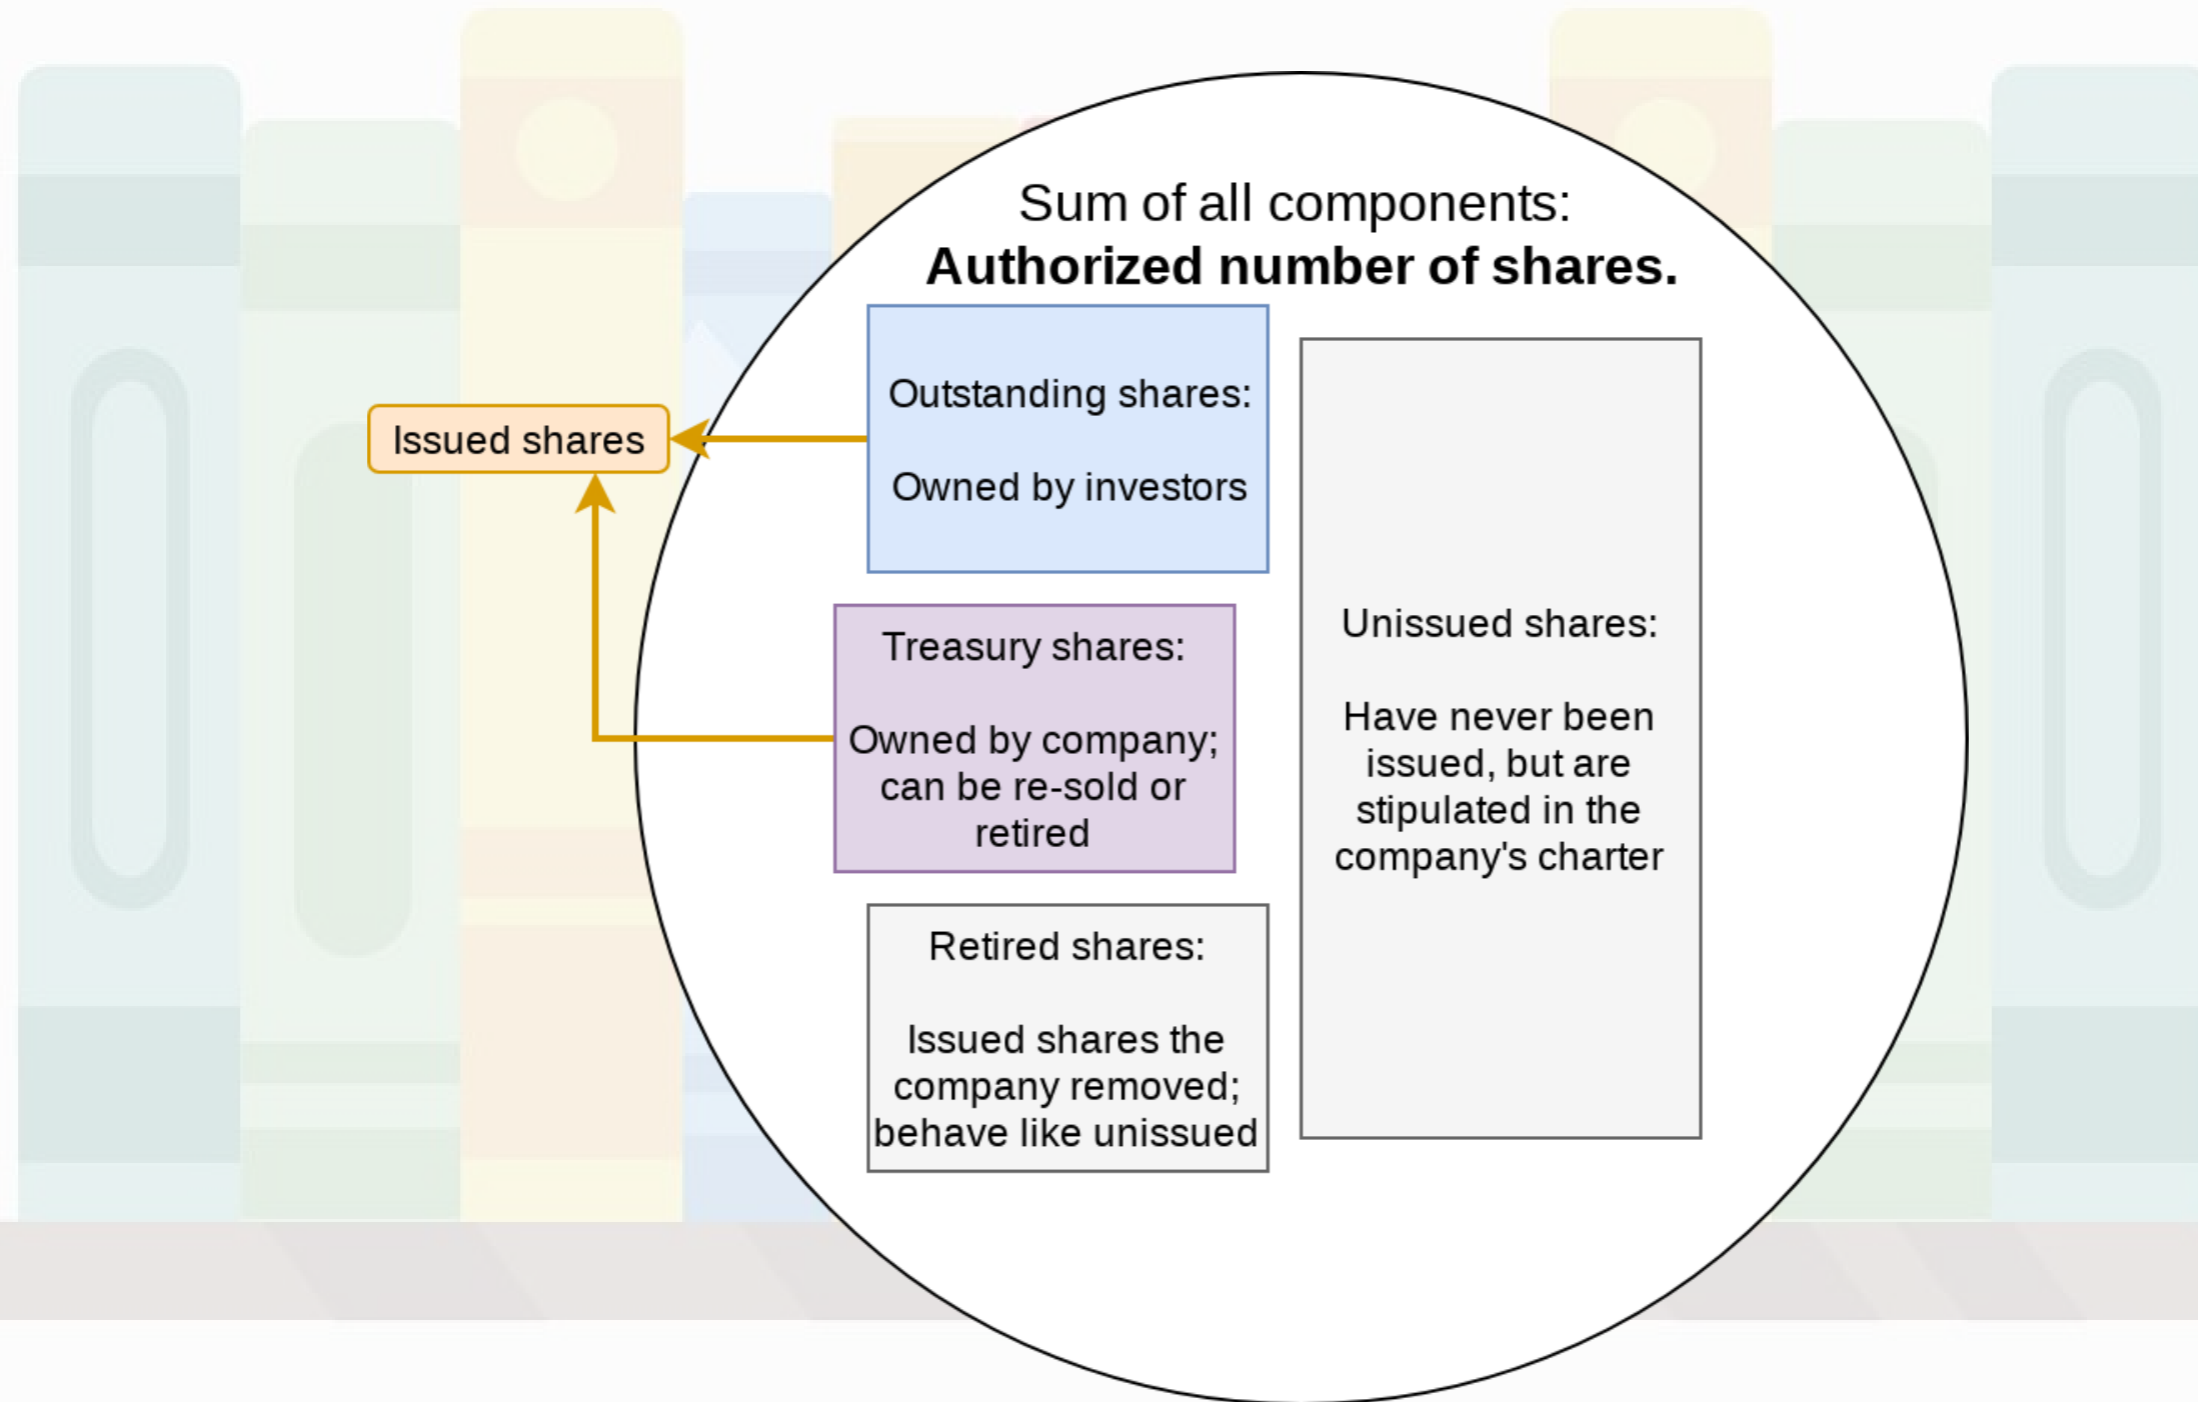 Sum of all components:
Authorized number of shares.
Issued shares
Outstanding shares:
Owned by investors
Treasury shares:
Owned by company;
can be re-sold or
retired
Retired shares:
Issued shares the
company removed;
behave like unissued
Unissued shares:
Have never been
issued, but are
stipulated in the
company's charter